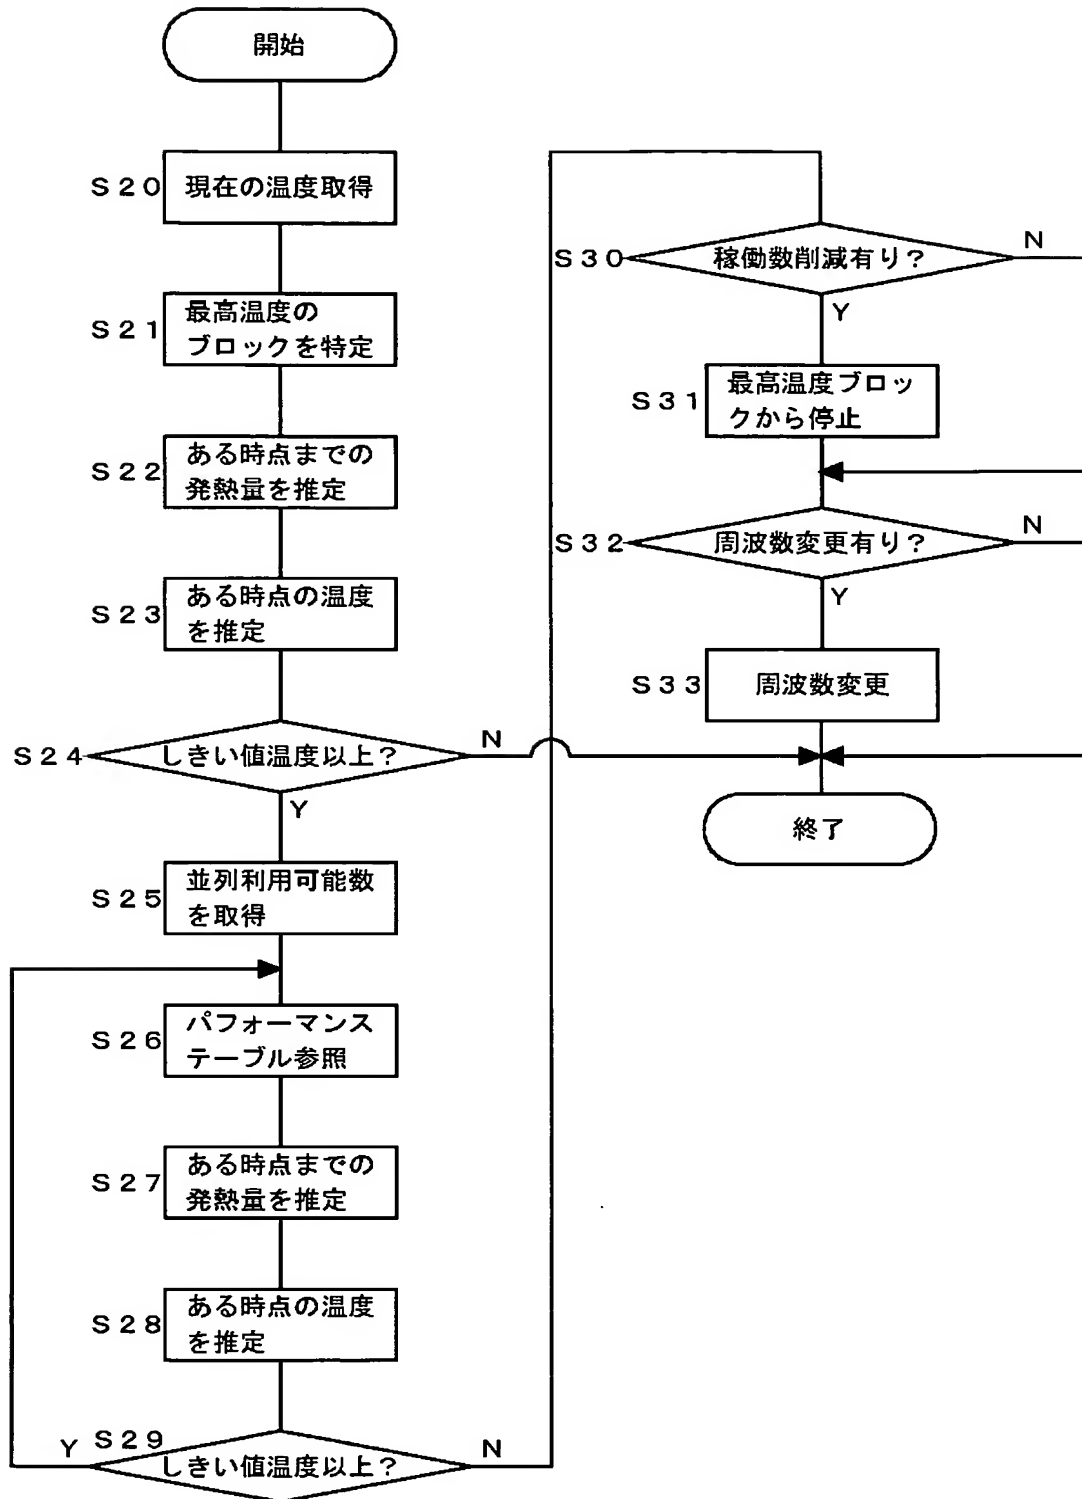 開始
S20
現在の温度取得
S21
最高温度の
ブロックを特定
S22
ある時点までの
発熱量を推定
S23
ある時点の温度
を推定
S24
しきい値温度以上?
N
Y
S25
並列利用可能数
を取得
S26
パフォーマンス
テーブル参照
S27
ある時点までの
発熱量を推定
S28
ある時点の温度
を推定
S29
しきい値温度以上?
Y
N
S30
稼働数削減有り?
N
Y
S31
最高温度ブロッ
クから停止
S32
周波数変更有り?
N
Y
S33
周波数変更
終了